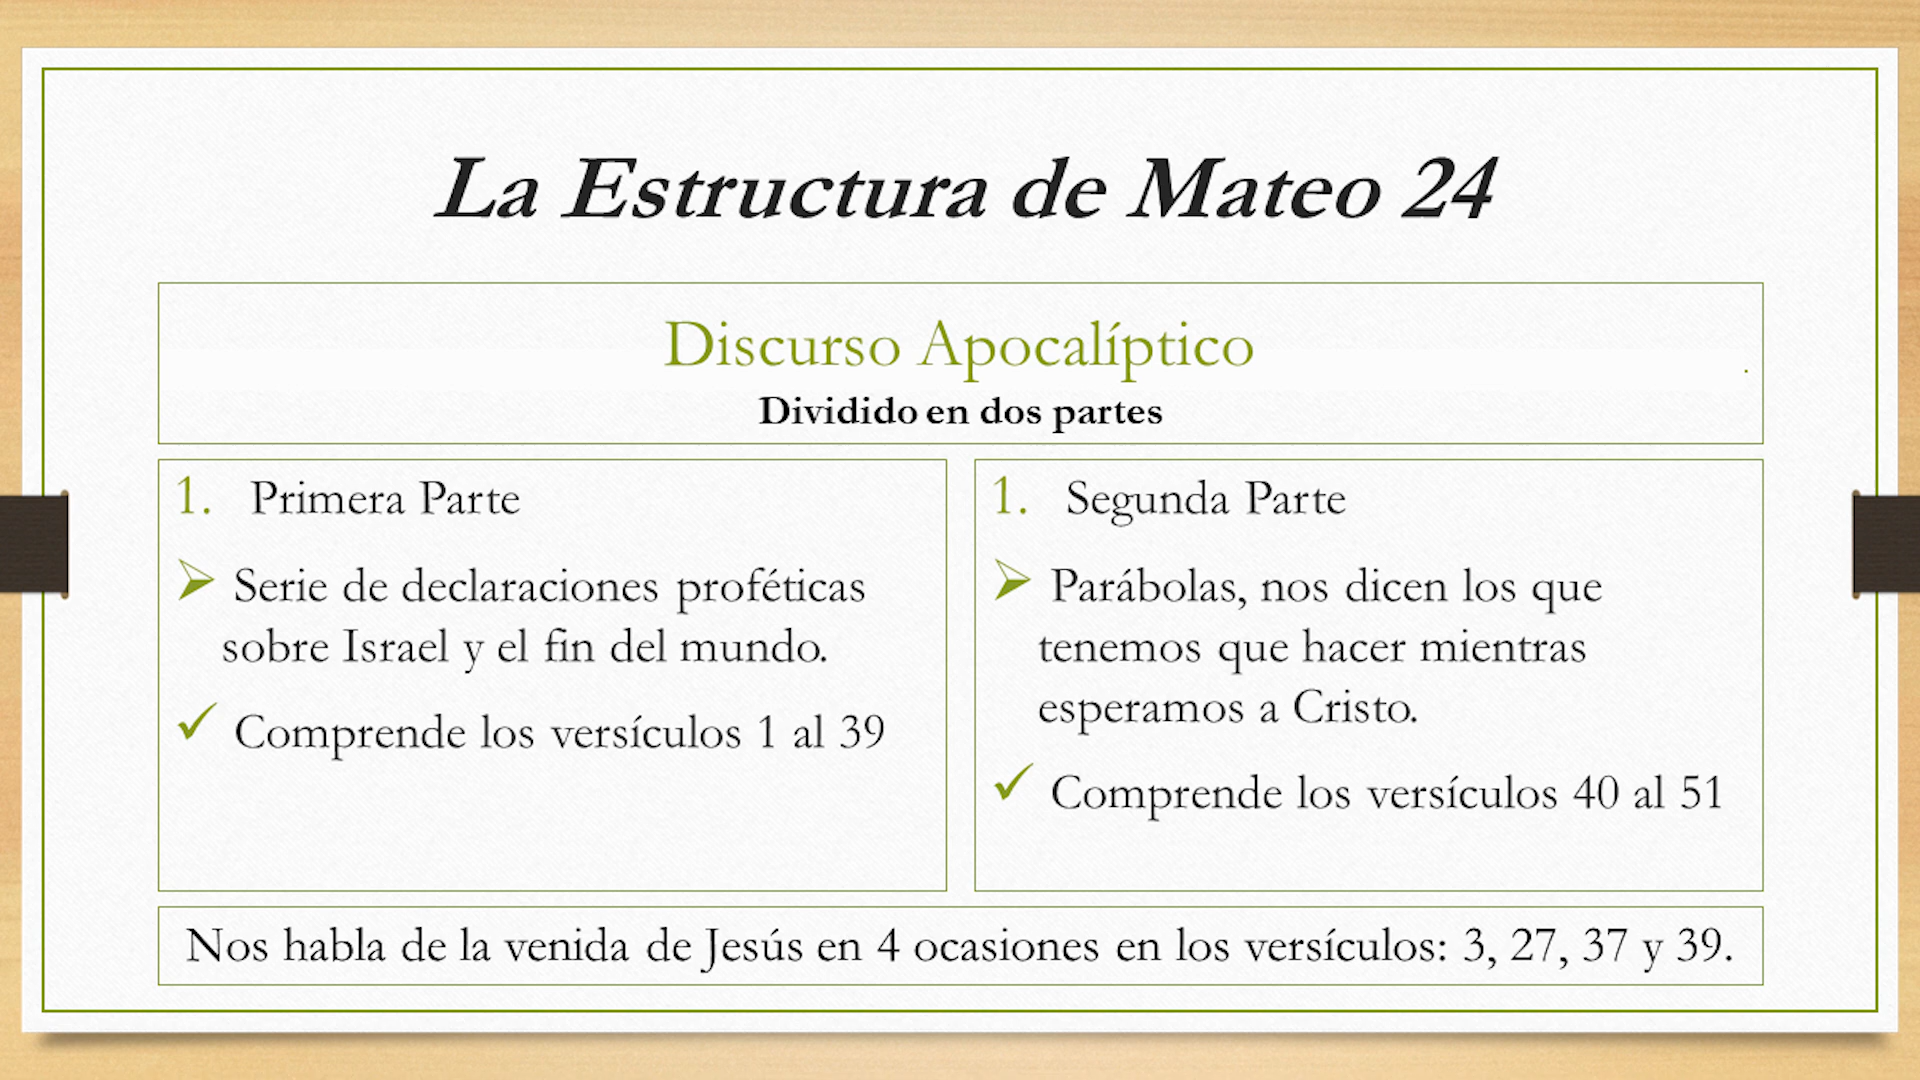 La Estructura de Mateo 24
Discurso Apocalíptico
.
Dividido en dos partes
1. Primera Parte
Serie de declaraciones proféticas
sobre Israel y el fin del mundo.
Comprende los versículos 1 al 39
1. Segunda Parte
Parábolas, nos dicen los que
tenemos que hacer mientras
esperamos a Cristo.
Comprende los versículos 40 al 51
Nos habla de la venida de Jesús en 4 ocasiones en los versículos: 3, 27, 37 y 39.